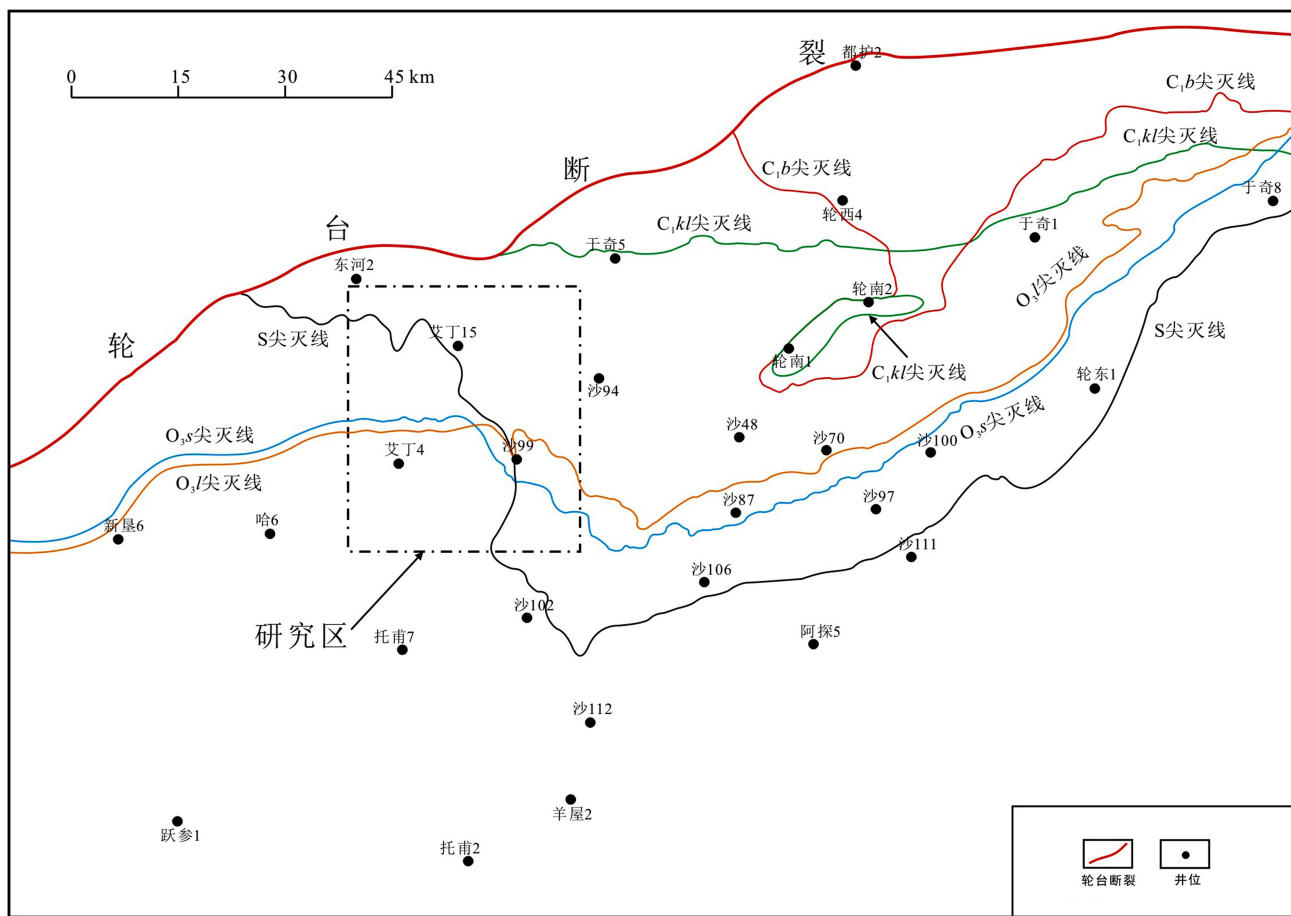 裂
都护2
0 15 30 45 km
C₁b尖灭线
C₁kl尖灭线
断
C₁b尖灭线
于奇8
轮西4
台
C₁kl尖灭线
于奇1
于奇5
东河2
O₃l尖灭线
轮南2
S尖灭线
轮
S尖灭线
艾丁15
轮南1
C₁kl尖灭线
沙94
轮东1
O₃s尖灭线
沙48
O₃s尖灭线
艾丁4
沙99
沙70
沙100
O₃l尖灭线
沙87
沙97
新垦6
哈6
沙111
沙106
沙102
研究区
托甫7
阿探5
沙112
羊屋2
跃参1
托甫2
轮台断裂
井位